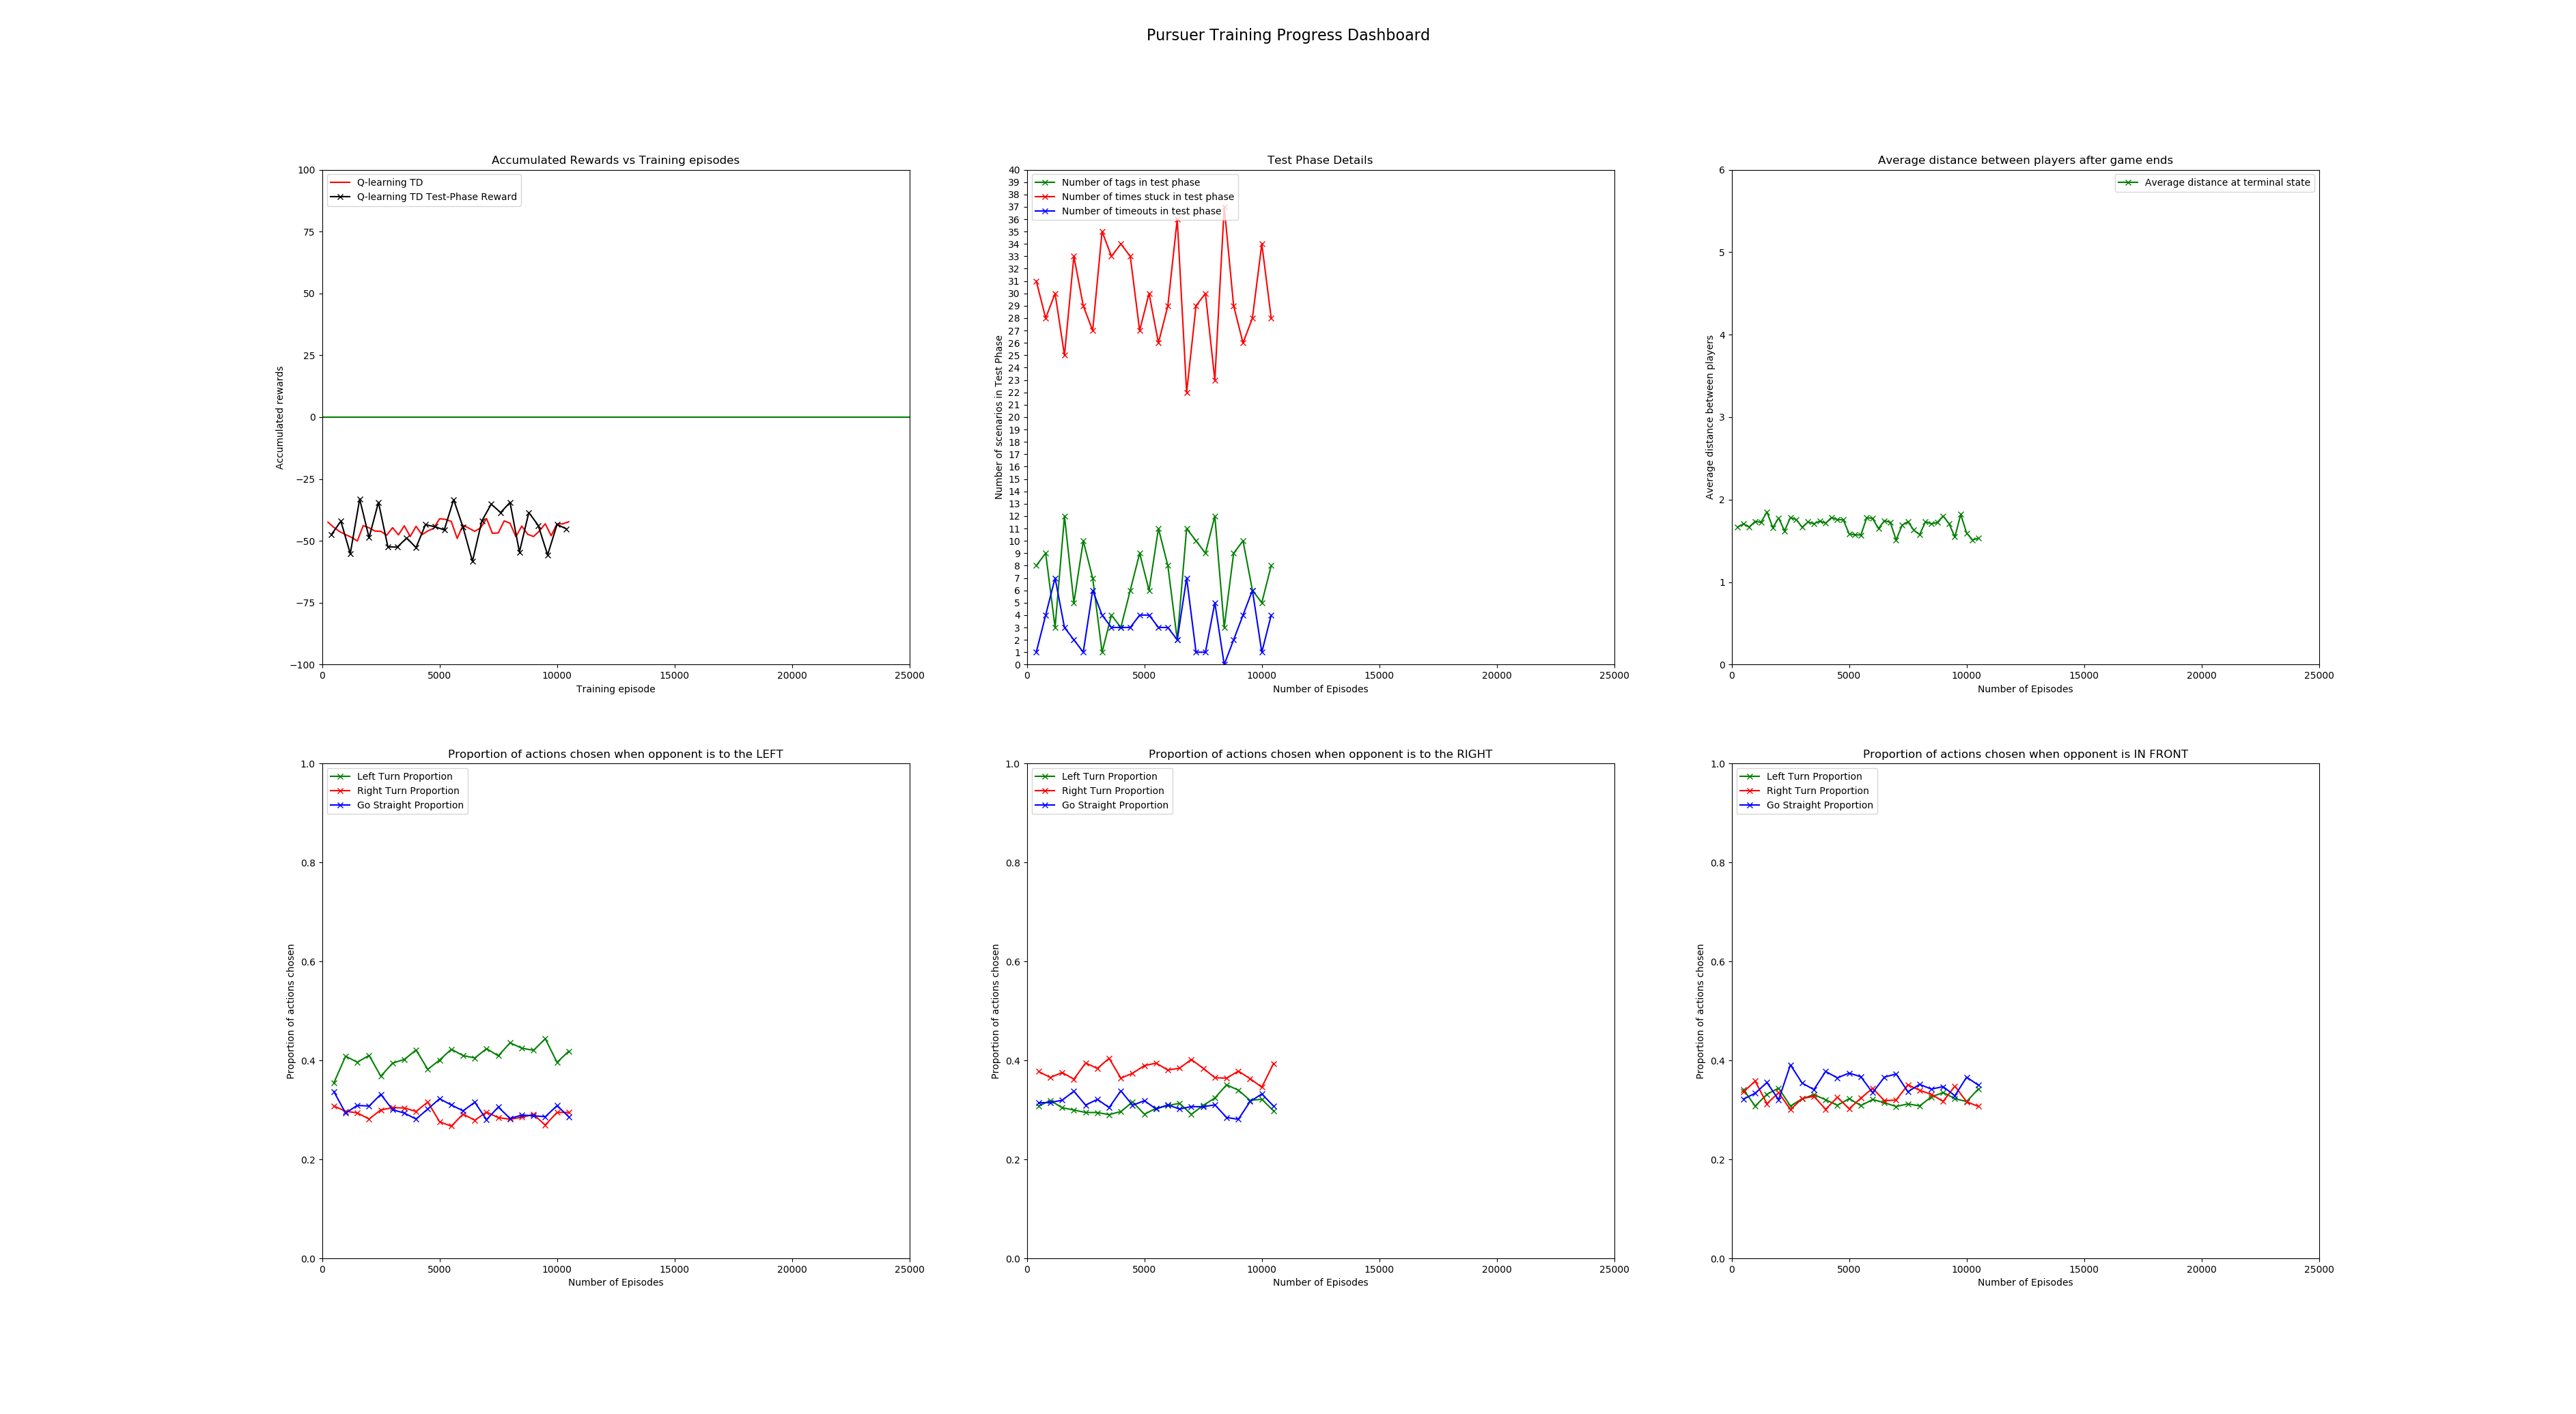 Pursuer Training Progress Dashboard
Accumulated Rewards vs Training episodes
100
75
50
25
0
−25
−50
−75
−100
Accumulated rewards
Q-learning TD
Q-learning TD Test-Phase Reward
0 5000 10000 15000 20000 25000
Training episode
Test Phase Details
40
39
38
37
36
35
34
33
32
31
30
29
28
27
26
25
24
23
22
21
20
19
18
17
16
15
14
13
12
11
10
9
8
7
6
5
4
3
2
1
0
Number of scenarios in Test Phase
Number of tags in test phase
Number of times stuck in test phase
Number of timeouts in test phase
0 5000 10000 15000 20000 25000
Number of Episodes
Average distance between players after game ends
6
5
4
3
2
1
0
Average distance between players
Average distance at terminal state
0 5000 10000 15000 20000 25000
Number of Episodes
Proportion of actions chosen when opponent is to the LEFT
1.0
0.8
0.6
0.4
0.2
0.0
Proportion of actions chosen
Left Turn Proportion
Right Turn Proportion
Go Straight Proportion
0 5000 10000 15000 20000 25000
Number of Episodes
Proportion of actions chosen when opponent is to the RIGHT
1.0
0.8
0.6
0.4
0.2
0.0
Proportion of actions chosen
Left Turn Proportion
Right Turn Proportion
Go Straight Proportion
0 5000 10000 15000 20000 25000
Number of Episodes
Proportion of actions chosen when opponent is IN FRONT
1.0
0.8
0.6
0.4
0.2
0.0
Proportion of actions chosen
Left Turn Proportion
Right Turn Proportion
Go Straight Proportion
0 5000 10000 15000 20000 25000
Number of Episodes